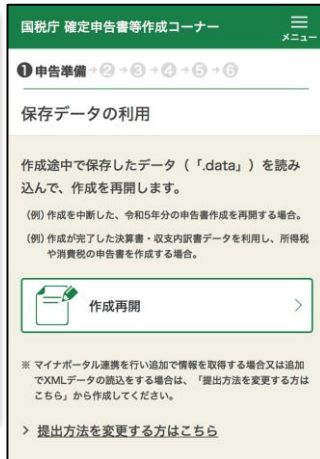 国税庁 確定申告書等作成コーナー
メニュー
❶申告準備→②→③→④→⑤→⑥
保存データの利用
作成途中で保存したデータ（「.data」）を読み
込んで、作成を再開します。
（例）作成を中断した、令和5年分の申告書作成を再開する場合。
（例）作成が完了した決算書・収支内訳書データを利用し、所得税
や消費税の申告書を作成する場合。
作成再開
※ マイナポータル連携を行い追加で情報を取得する場合又は追加
でXMLデータの読込をする場合は、「提出方法を変更する方は
こちら」から作成してください。
提出方法を変更する方はこちら